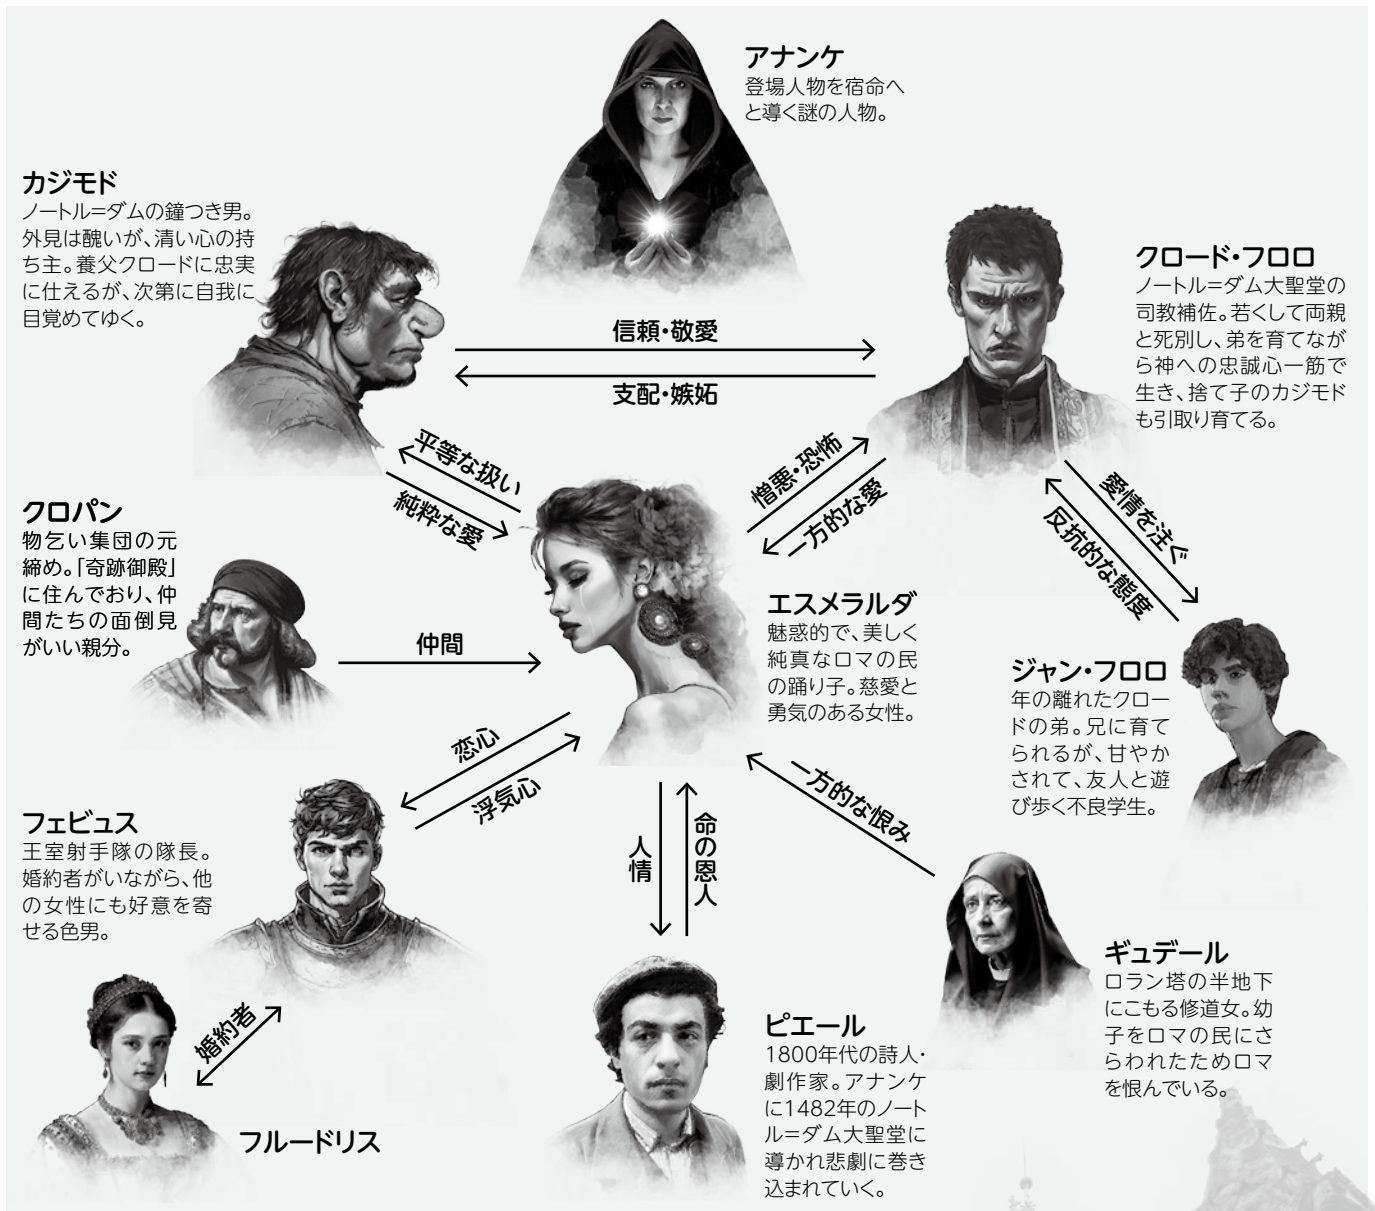 アナンケ
登場人物を宿命へ
と導く謎の人物。
カジモド
ノートル=ダムの鐘つき男。
外見は醜いが、清い心の持
ち主。養父クロードに忠実
に仕えるが、次第に自我に
目覚めてゆく。
クロード・フロロ
ノートル=ダム大聖堂の
司教補佐。若くして両親
と死別し、弟を育てなが
ら神への忠誠心一筋で
生き、捨て子のカジモド
も引取り育てる。
信頼・敬愛
支配・嫉妬
平等な扱い
純粋な愛
憎悪・恐怖
一方的な愛
愛情を注ぐ
反抗的な態度
クロパン
物乞い集団の元
締め。「奇跡御殿」
に住んでおり、仲
間たちの面倒見
がいい親分。
仲間
エスメラルダ
魅惑的で、美しく
純真なロマの民
の踊り子。慈愛と
勇気のある女性。
ジャン・フロロ
年の離れたクロー
ドの弟。兄に育て
られるが、甘やか
されて、友人と遊
び歩く不良学生。
恋心
浮気心
人情
命の恩人
一方的な恨み
フェビュス
王室射手隊の隊長。
婚約者がいながら、他
の女性にも好意を寄
せる色男。
婚約者
フルードリス
ピエール
1800年代の詩人・
劇作家。アナンケ
に1482年のノート
ル=ダム大聖堂に
導かれ悲劇に巻き
込まれていく。
ギュデール
ロラン塔の半地下
にこもる修道女。幼
子をロマの民にさ
らわれたためロマ
を恨んでいる。